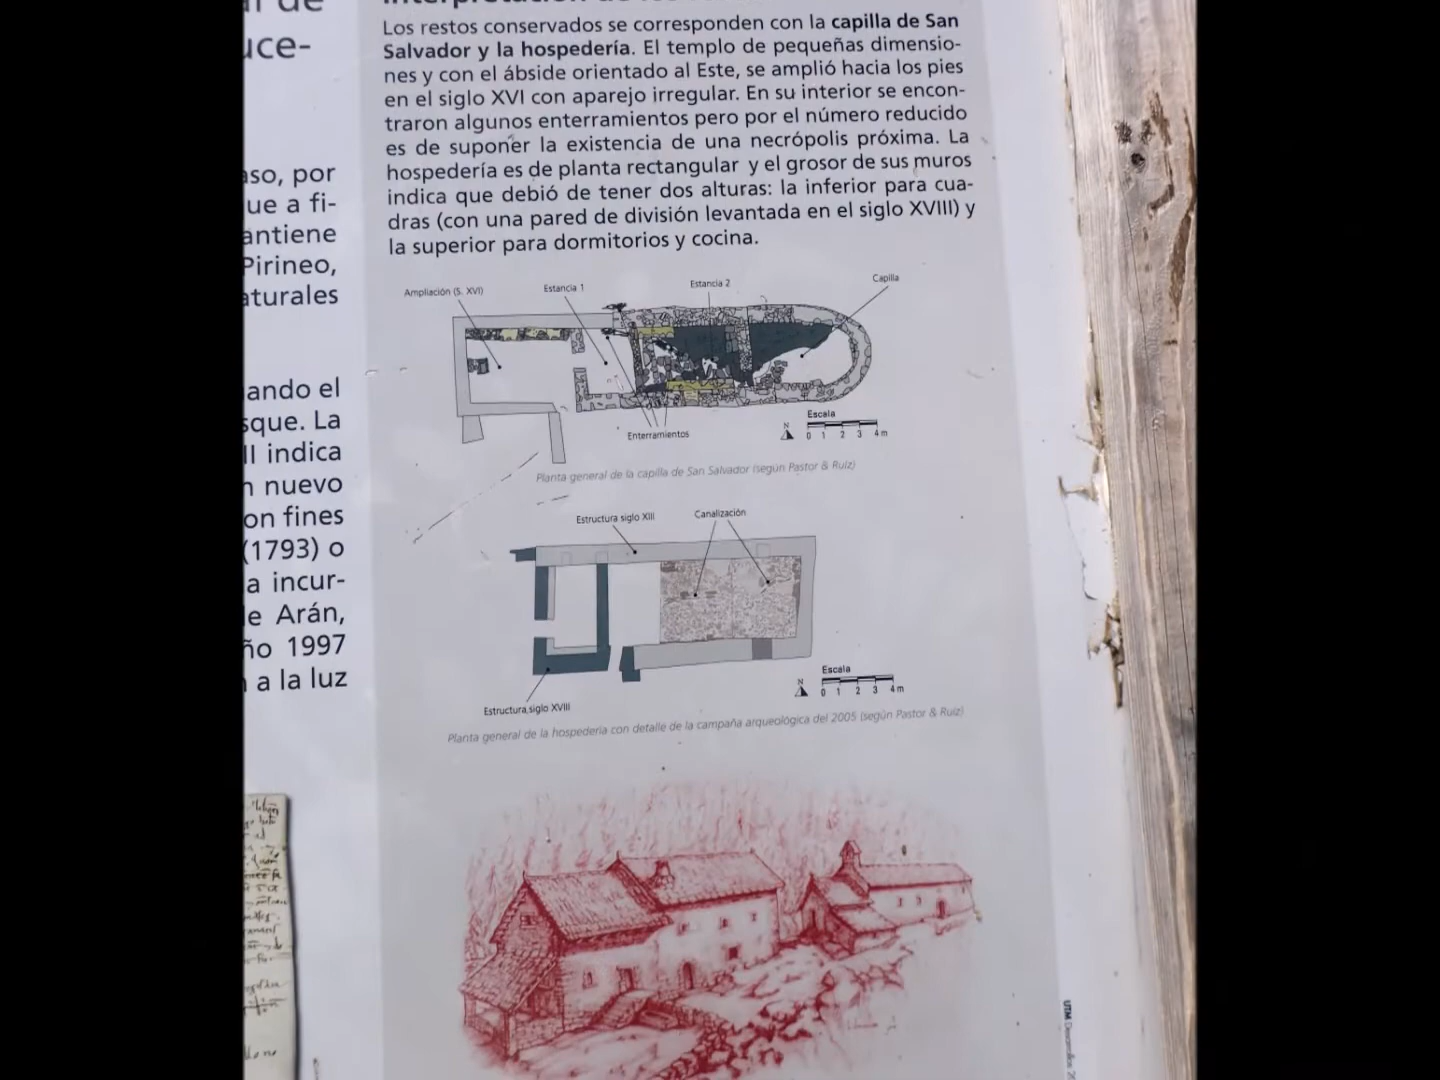 al de
uce-
aso, por
ue a fi-
antiene
Pirineo,
aturales
ando el
sque. La
II indica
n nuevo
on fines
(1793) o
a incur-
e Arán,
ño 1997
a la luz
Los restos conservados se corresponden con la capilla de San
Salvador y la hospedería. El templo de pequeñas dimensio-
nes y con el ábside orientado al Este, se amplió hacia los pies
en el siglo XVI con aparejo irregular. En su interior se encon-
traron algunos enterramientos pero por el número reducido
es de suponer la existencia de una necrópolis próxima. La
hospedería es de planta rectangular y el grosor de sus muros
indica que debió de tener dos alturas: la inferior para cua-
dras (con una pared de división levantada en el siglo XVIII) y
la superior para dormitorios y cocina.
Ampliación (S. XVI)
Estancia 1
Estancia 2
Capilla
Enterramientos
N
Escala
0 1 2 3 4 m
Planta general de la capilla de San Salvador (según Pastor & Ruiz)
Estructura siglo XIII
Canalización
Estructura siglo XVIII
N
Escala
0 1 2 3 4 m
Planta general de la hospedería con detalle de la campaña arqueológica del 2005 (según Pastor & Ruiz)